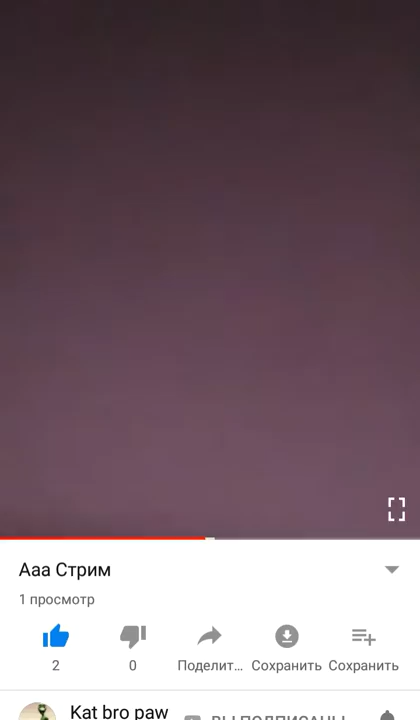 Ааа Стрим
1 просмотр
2
0
Поделит...
Сохранить
Сохранить
Kat bro paw
ВЫ ПОДПИСАНЫ